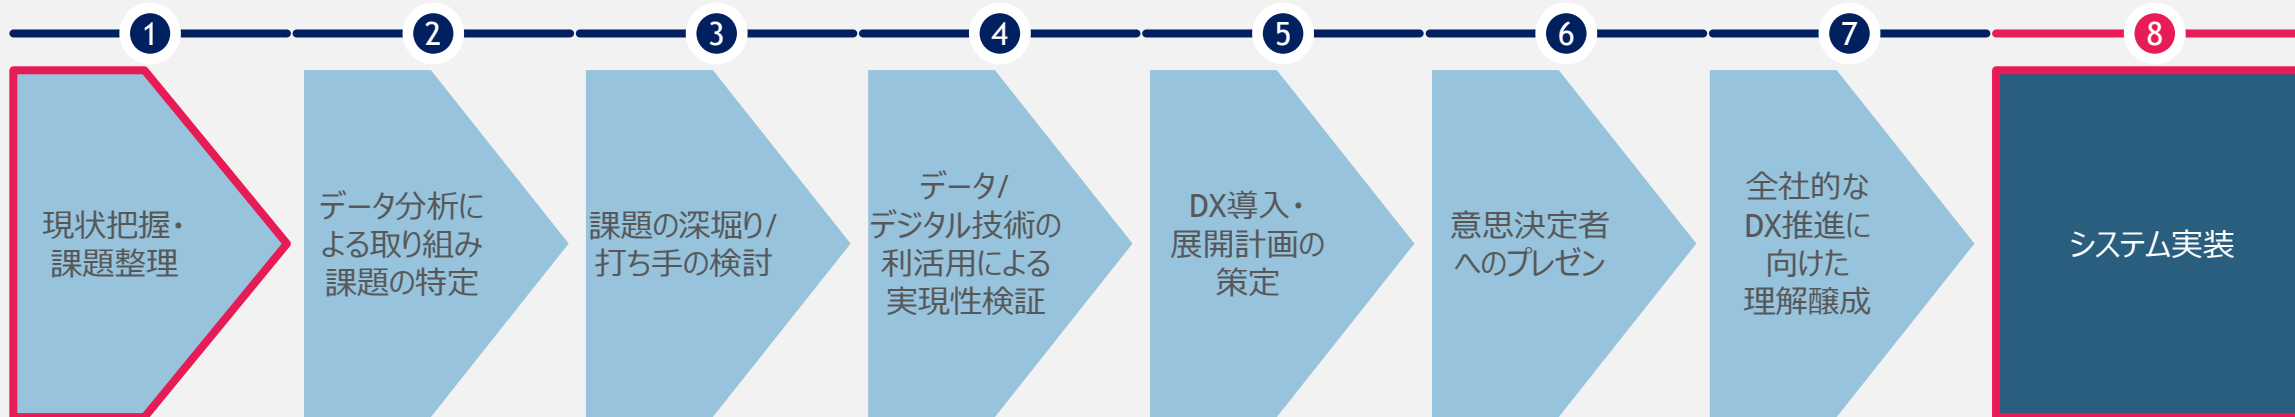 1
2
3
4
5
6
7
8
現状把握・
課題整理
データ分析に
よる取り組み
課題の特定
課題の深堀り/
打ち手の検討
データ/
デジタル技術の
利活用による
実現性検証
DX導入・
展開計画の
策定
意思決定者
へのプレゼン
全社的な
DX推進に
向けた
理解醸成
システム実装